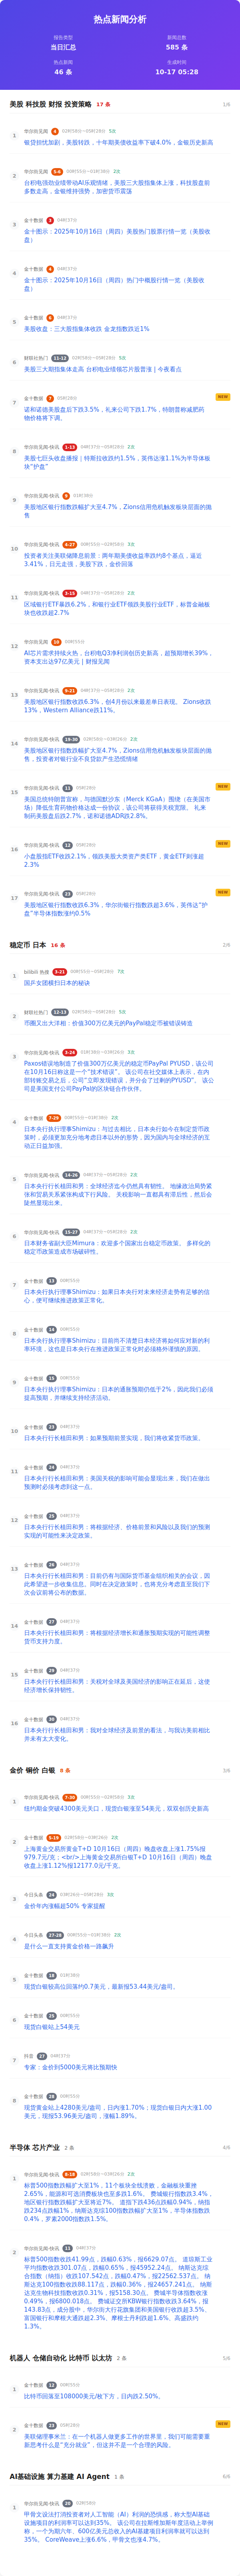 热点新闻分析
报告类型
新闻总数
当日汇总
585 条
热点新闻
生成时间
46 条
10-17 05:28
美股 科技股 财报 投资策略 17 条
1/6
1
华尔街见闻
银贷担忧加剧，美股转跌，十年期美债收益率下破4.0%，金银历史新高
2
华尔街见闻
台积电强劲业绩带动AI乐观情绪，美股三大股指集体上涨，科技股盘前
多数走高，金银维持强势，加密货币震荡
3
金十数据
金十图示：2025年10月16日（周四）美股热门股票行情一览（美股收
盘）
4
金十数据
金十图示：2025年10月16日（周四）热门中概股行情一览（美股收
盘）
5
金十数据
美股收盘：三大股指集体收跌 金龙指数跌近1%
6
财联社热门
美股三大期指集体走高 台积电业绩领芯片股普涨 | 今夜看点
7
金十数据
NEW
诺和诺德美股盘后下跌3.5%，礼来公司下跌1.7%，特朗普称减肥药
物价格将下调。
8
华尔街见闻-快讯
美股七巨头收盘播报｜特斯拉收跌约1.5%，英伟达涨1.1%为半导体板
块“护盘”
9
华尔街见闻-快讯
美股地区银行指数跌幅扩大至4.7%，Zions信用危机触发板块层面的抛
售
10
华尔街见闻-快讯
投资者关注美联储降息前景：两年期美债收益率跌约8个基点，逼近
3.41%，日元走强，美股下跌，金价回落
11
华尔街见闻-快讯
区域银行ETF暴跌6.2%，和银行业ETF领跌美股行业ETF，标普金融板
块也收跌超2.7%
12
华尔街见闻
AI芯片需求持续火热，台积电Q3净利润创历史新高，超预期增长39%，
资本支出达97亿美元 | 财报见闻
13
华尔街见闻-快讯
美股地区银行指数收跌6.3%，创4月份以来最差单日表现。 Zions收跌
13%，Western Alliance跌11%。
14
华尔街见闻-快讯
美股地区银行指数跌幅扩大至4.7%，Zions信用危机触发板块层面的抛
售，投资者对银行业不良贷款产生恐慌情绪
15
华尔街见闻-快讯
NEW
美国总统特朗普宣称，与德国默沙东（Merck KGaA）围绕（在美国市
场）降低生育药物价格达成一份协议，该公司将获得关税宽限。 礼来
制药美股盘后跌2.7%，诺和诺德ADR跌2.8%。
16
华尔街见闻-快讯
NEW
小盘股指ETF收跌2.1%，领跌美股大类资产类ETF，黄金ETF则涨超
2.3%
17
华尔街见闻-快讯
NEW
美股地区银行指数收跌6.3%，华尔街银行指数跌超3.6%，英伟达“护
盘”半导体指数涨约0.5%
稳定币 日本 16 条
2/6
1
bilibili 热搜
国乒女团横扫日本的秘诀
2
财联社热门
币圈又出大洋相：价值300万亿美元的PayPal稳定币被错误铸造
3
华尔街见闻-快讯
Paxos错误地制造了价值300万亿美元的稳定币PayPal PYUSD，该公司
在10月16日称这是一个“技术错误”。 该公司在社交媒体上表示，在内
部转账交易之后，公司“立即发现错误，并分会了过剩的PYUSD”。 该公
司是美国支付公司PayPal的区块链合作伙伴。
4
金十数据
日本央行执行理事Shimizu：与过去相比，日本央行如今在制定货币政
策时，必须更加充分地考虑日本以外的形势，因为国内与全球经济的互
动正日益加强。
5
华尔街见闻-快讯
日本央行行长植田和男：全球经济迄今仍然具有韧性。 地缘政治局势紧
张和贸易关系紧张构成下行风险。 关税影响一直都具有滞后性，然后会
陡然显现出来。
6
华尔街见闻-快讯
日本财务省副大臣Mimura：欢迎多个国家出台稳定币政策。 多样化的
稳定币政策造成市场破碎性。
7
金十数据
日本央行执行理事Shimizu：如果日本央行对未来经济走势有足够的信
心，便可继续推进政策正常化。
8
金十数据
日本央行执行理事Shimizu：目前尚不清楚日本经济将如何应对新的利
率环境，这也是日本央行在推进政策正常化时必须格外谨慎的原因。
9
金十数据
日本央行执行理事Shimizu：日本的通胀预期仍低于2%，因此我们必须
提高预期，并继续支持经济活动。
10
金十数据
日本央行行长植田和男：如果预期前景实现，我们将收紧货币政策。
11
金十数据
日本央行行长植田和男：美国关税的影响可能会显现出来，我们在做出
预测时必须考虑到这一点。
12
金十数据
日本央行行长植田和男：将根据经济、价格前景和风险以及我们的预测
实现的可能性来决定政策。
13
金十数据
日本央行行长植田和男：目前仍有与国际货币基金组织相关的会议，因
此希望进一步收集信息。同时在决定政策时，也将充分考虑直至我们下
次会议前将公布的数据。
14
金十数据
日本央行行长植田和男：将根据经济增长和通胀预期实现的可能性调整
货币支持力度。
15
金十数据
日本央行行长植田和男：关税对全球及美国经济的影响正在延后，这使
经济增长保持韧性。
16
金十数据
日本央行行长植田和男：我对全球经济及前景的看法，与我访美前相比
并未有太大变化。
金价 铜价 白银 8 条
3/6
1
华尔街见闻-快讯
纽约期金突破4300美元关口，现货白银涨至54美元，双双创历史新高
2
金十数据
上海黄金交易所黄金T+D 10月16日（周四）晚盘收盘上涨1.75%报
979.7元/克；<br/>上海黄金交易所白银T+D 10月16日（周四）晚盘
收盘上涨1.12%报12177.0元/千克。
3
今日头条
金价年内涨幅超50% 专家提醒
4
今日头条
是什么一直支持黄金价格一路飙升
5
金十数据
现货白银较高位回落约0.7美元，最新报53.44美元/盎司。
6
金十数据
现货白银站上54美元
7
抖音
专家：金价到5000美元将比预期快
8
金十数据
现货黄金站上4280美元/盎司，日内涨1.70%；现货白银日内大涨1.00
美元，现报53.96美元/盎司，涨幅1.89%。
半导体 芯片产业 2 条
4/6
1
华尔街见闻-快讯
标普500指数跌幅扩大至1%，11个板块全线溃败，金融板块重挫
2.65%，能源和可选消费板块也至多跌1.6%。 费城银行指数跌3.4%，
地区银行指数跌幅扩大至将近7%。 道指下跌436点跌幅0.94%，纳指
跌234点跌幅1%，纳斯达克指100指数跌幅扩大至1%，半导体指数跌
0.4%，罗素2000指数跌1.5%。
2
华尔街见闻-快讯
标普500指数收跌41.99点，跌幅0.63%，报6629.07点。 道琼斯工业
平均指数收跌301.07点，跌幅0.65%，报45952.24点。 纳斯达克综
合指数（纳指）收跌107.542点，跌幅0.47%，报22562.537点。 纳
斯达克100指数跌88.117点，跌幅0.36%，报24657.241点。 纳斯
达克生物科技指数收跌0.31%，报5158.30点。 费城半导体指数收涨
0.49%，报6800.018点。 费城证交所KBW银行指数收跌3.64%，报
143.83点，成分股中，华尔街大行花旗集团和美国银行收跌超3.5%、
富国银行和摩根大通跌超2.3%、摩根士丹利跌超1.6%、高盛跌约
1.3%。
机器人 仓储自动化 比特币 以太坊 2 条
5/6
1
金十数据
比特币回落至108000美元/枚下方，日内跌2.50%。
2
金十数据
NEW
美联储理事米兰：在一个机器人做更多工作的世界里，我们可能需要重
新思考什么是“充分就业”，但这并不是一个合理的风险。
AI基础设施 算力基建 AI Agent 1 条
6/6
1
华尔街见闻-快讯
甲骨文设法打消投资者对人工智能（AI）利润的恐惧感，称大型AI基础
设施项目的利润率可以达到35%。 该公司在拉斯维加斯年度活动上举例
称，一个为期六年、600亿美元总收入的AI基建项目利润率就可以达到
35%。 CoreWeave上涨6.6%，甲骨文也涨4.7%。